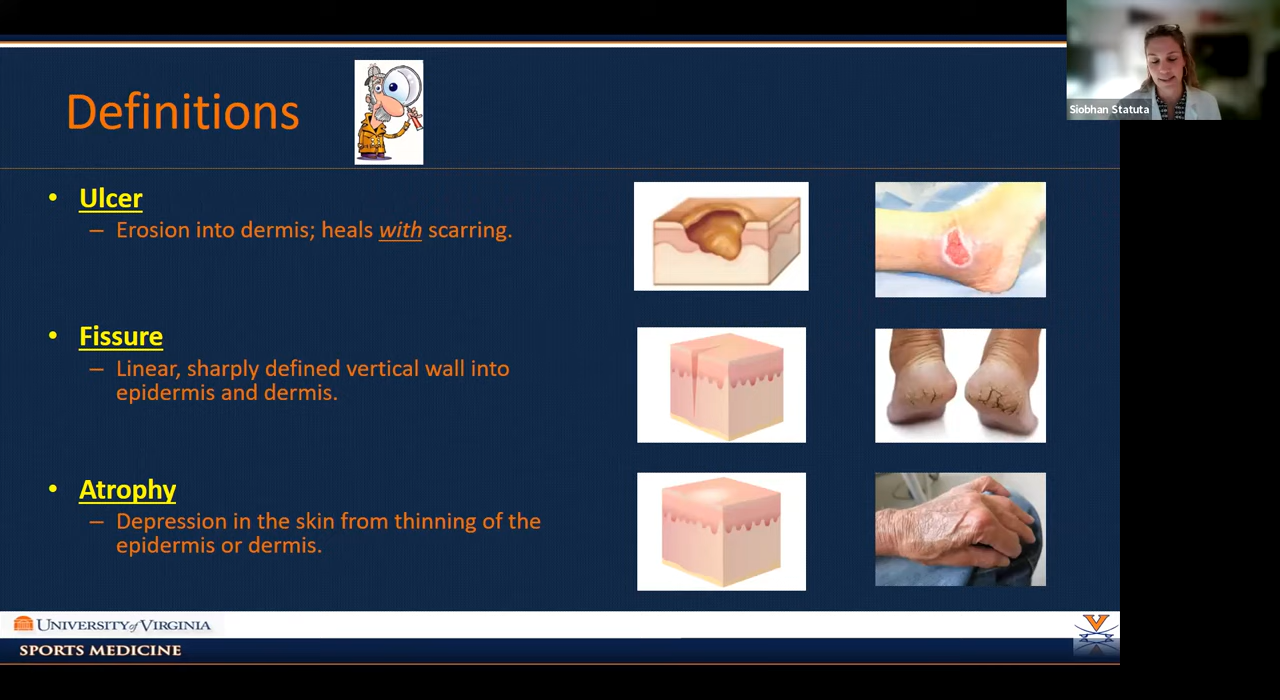 Definitions
Siobhan Statuta
• Ulcer
– Erosion into dermis; heals with scarring.
• Fissure
– Linear, sharply defined vertical wall into
epidermis and dermis.
• Atrophy
– Depression in the skin from thinning of the
epidermis or dermis.
UNIVERSITY of VIRGINIA
SPORTS MEDICINE